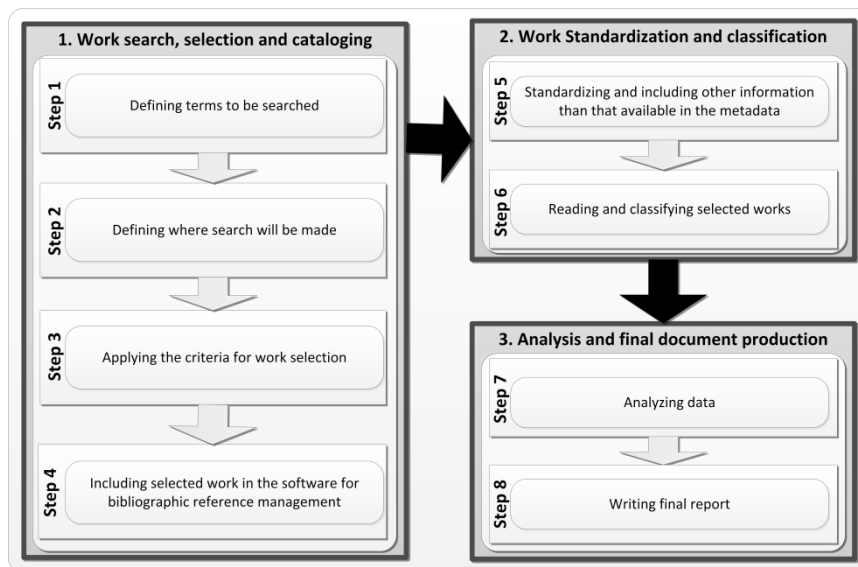 1. Work search, selection and cataloging
Step 1
Defining terms to be searched
Step 2
Defining where search will be made
Step 3
Applying the criteria for work selection
Step 4
Including selected work in the software for
bibliographic reference management
2. Work Standardization and classification
Step 5
Standardizing and including other information
than that available in the metadata
Step 6
Reading and classifying selected works
3. Analysis and final document production
Step 7
Analyzing data
Step 8
Writing final report